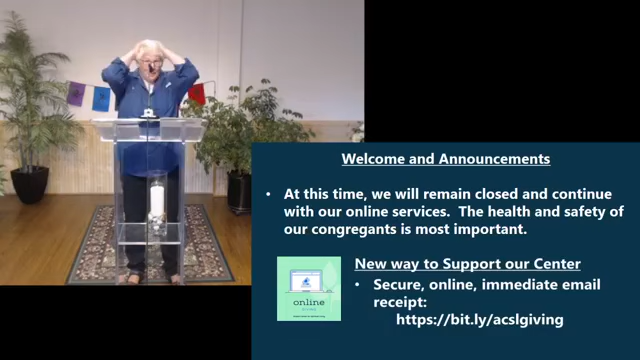 Welcome and Announcements
• At this time, we will remain closed and continue
with our online services. The health and safety of
our congregants is most important.
New way to Support our Center
• Secure, online, immediate email
receipt:
https://bit.ly/acslgiving
online